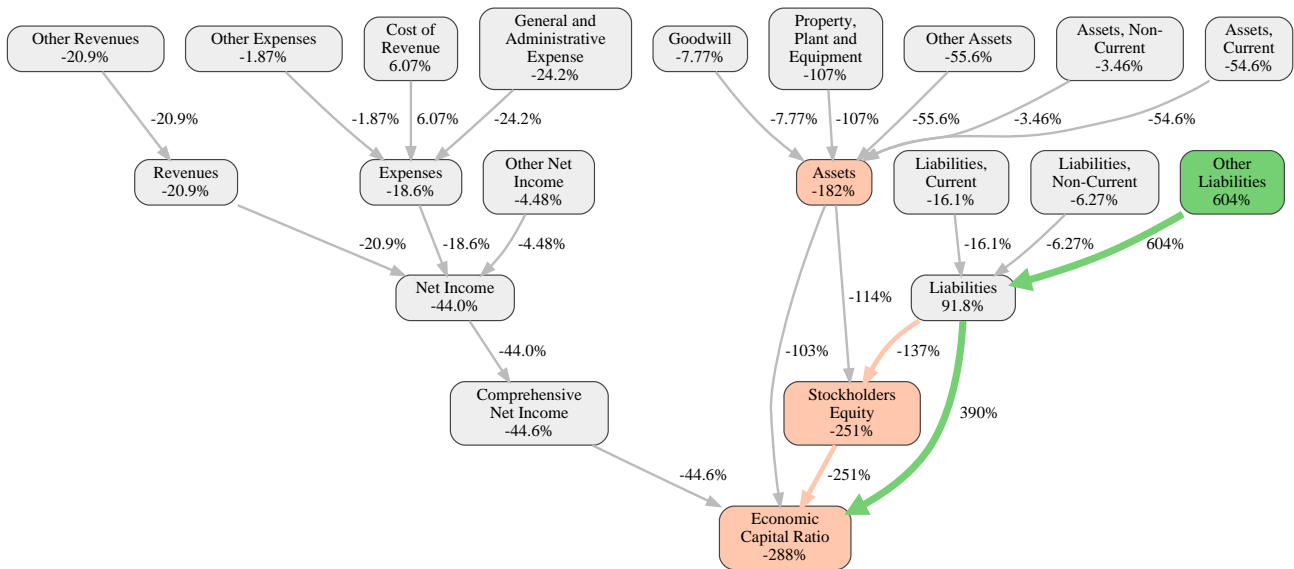 Other Revenues
-20.9%
Other Expenses
-1.87%
Cost of
Revenue
6.07%
General and
Administrative
Expense
-24.2%
Goodwill
-7.77%
Property,
Plant and
Equipment
-107%
Other Assets
-55.6%
Assets, Non-
Current
-3.46%
Assets,
Current
-54.6%
-20.9%
-1.87%
6.07%
-24.2%
-7.77%
-107%
-55.6%
-3.46%
-54.6%
Revenues
-20.9%
Expenses
-18.6%
Other Net
Income
-4.48%
Assets
-182%
Liabilities,
Current
-16.1%
Liabilities,
Non-Current
-6.27%
Other
Liabilities
604%
-20.9%
-18.6%
-4.48%
-16.1%
-6.27%
604%
Net Income
-44.0%
-114%
Liabilities
91.8%
-44.0%
-103%
-137%
Comprehensive
Net Income
-44.6%
Stockholders
Equity
-251%
390%
-44.6%
-251%
Economic
Capital Ratio
-288%